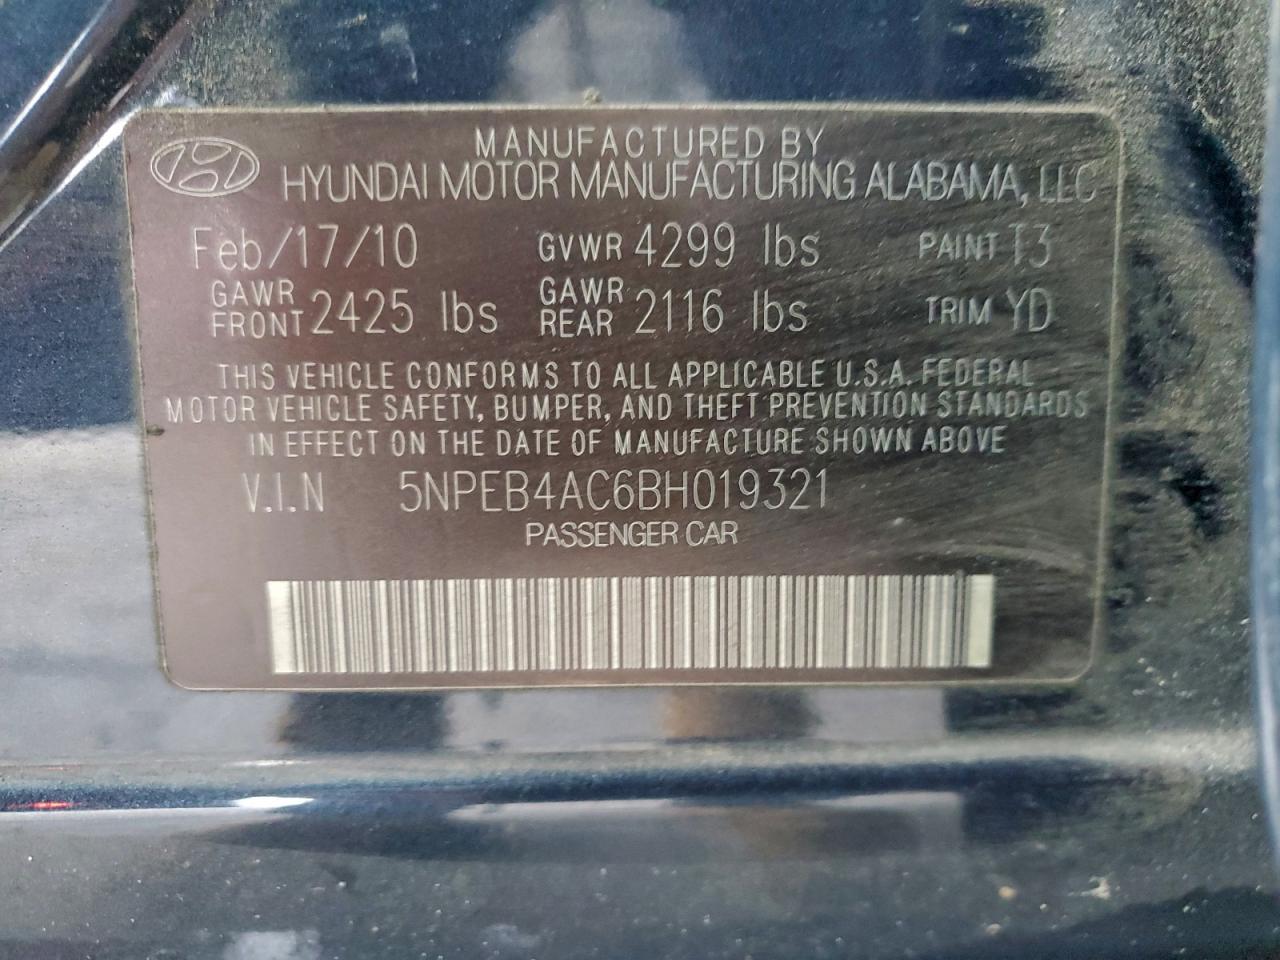 MANUFACTURED BY
HYUNDAI MOTOR MANUFACTURING ALABAMA, LLC
Feb/17/10 GVWR 4299 lbs PAINT T3
GAWR FRONT 2425 lbs GAWR REAR 2116 lbs TRIM YD
THIS VEHICLE CONFORMS TO ALL APPLICABLE U.S.A. FEDERAL
MOTOR VEHICLE SAFETY, BUMPER, AND THEFT PREVENTION STANDARDS
IN EFFECT ON THE DATE OF MANUFACTURE SHOWN ABOVE
V.I.N 5NPEB4AC6BH019321
PASSENGER CAR